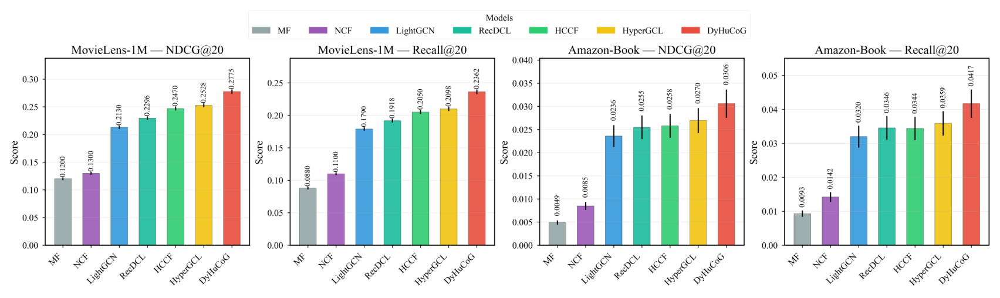 Models
MF NCF LightGCN RecDCL HCCF HyperGCL DyHuCoG
MovieLens-1M — NDCG@20
Score
0.30
0.25
0.20
0.15
0.10
0.05
0.00
0.1200
0.1300
0.2130
0.2296
0.2470
0.2528
0.2775
MF
NCF
LightGCN
RecDCL
HCCF
HyperGCL
DyHuCoG
MovieLens-1M — Recall@20
Score
0.25
0.20
0.15
0.10
0.05
0.00
0.0880
0.1100
0.1790
0.1918
0.2050
0.2098
0.2362
MF
NCF
LightGCN
RecDCL
HCCF
HyperGCL
DyHuCoG
Amazon-Book — NDCG@20
Score
0.040
0.035
0.030
0.025
0.020
0.015
0.010
0.005
0.000
0.0049
0.0085
0.0236
0.0255
0.0258
0.0270
0.0306
MF
NCF
LightGCN
RecDCL
HCCF
HyperGCL
DyHuCoG
Amazon-Book — Recall@20
Score
0.05
0.04
0.03
0.02
0.01
0.00
0.0093
0.0142
0.0320
0.0346
0.0344
0.0359
0.0417
MF
NCF
LightGCN
RecDCL
HCCF
HyperGCL
DyHuCoG